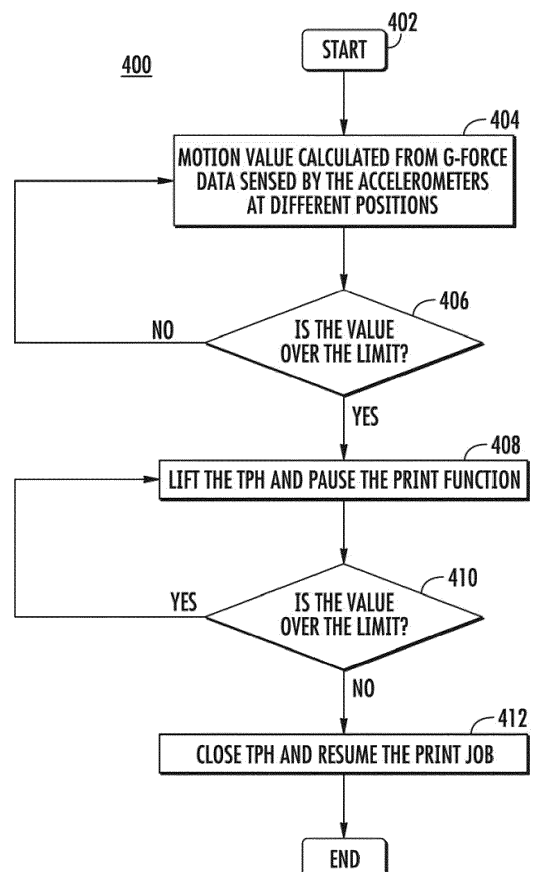 402
START
400
404
MOTION VALUE CALCULATED FROM G-FORCE
DATA SENSED BY THE ACCELEROMETERS
AT DIFFERENT POSITIONS
406
NO
IS THE VALUE
OVER THE LIMIT?
YES
408
LIFT THE TPH AND PAUSE THE PRINT FUNCTION
410
YES
IS THE VALUE
OVER THE LIMIT?
NO
412
CLOSE TPH AND RESUME THE PRINT JOB
END